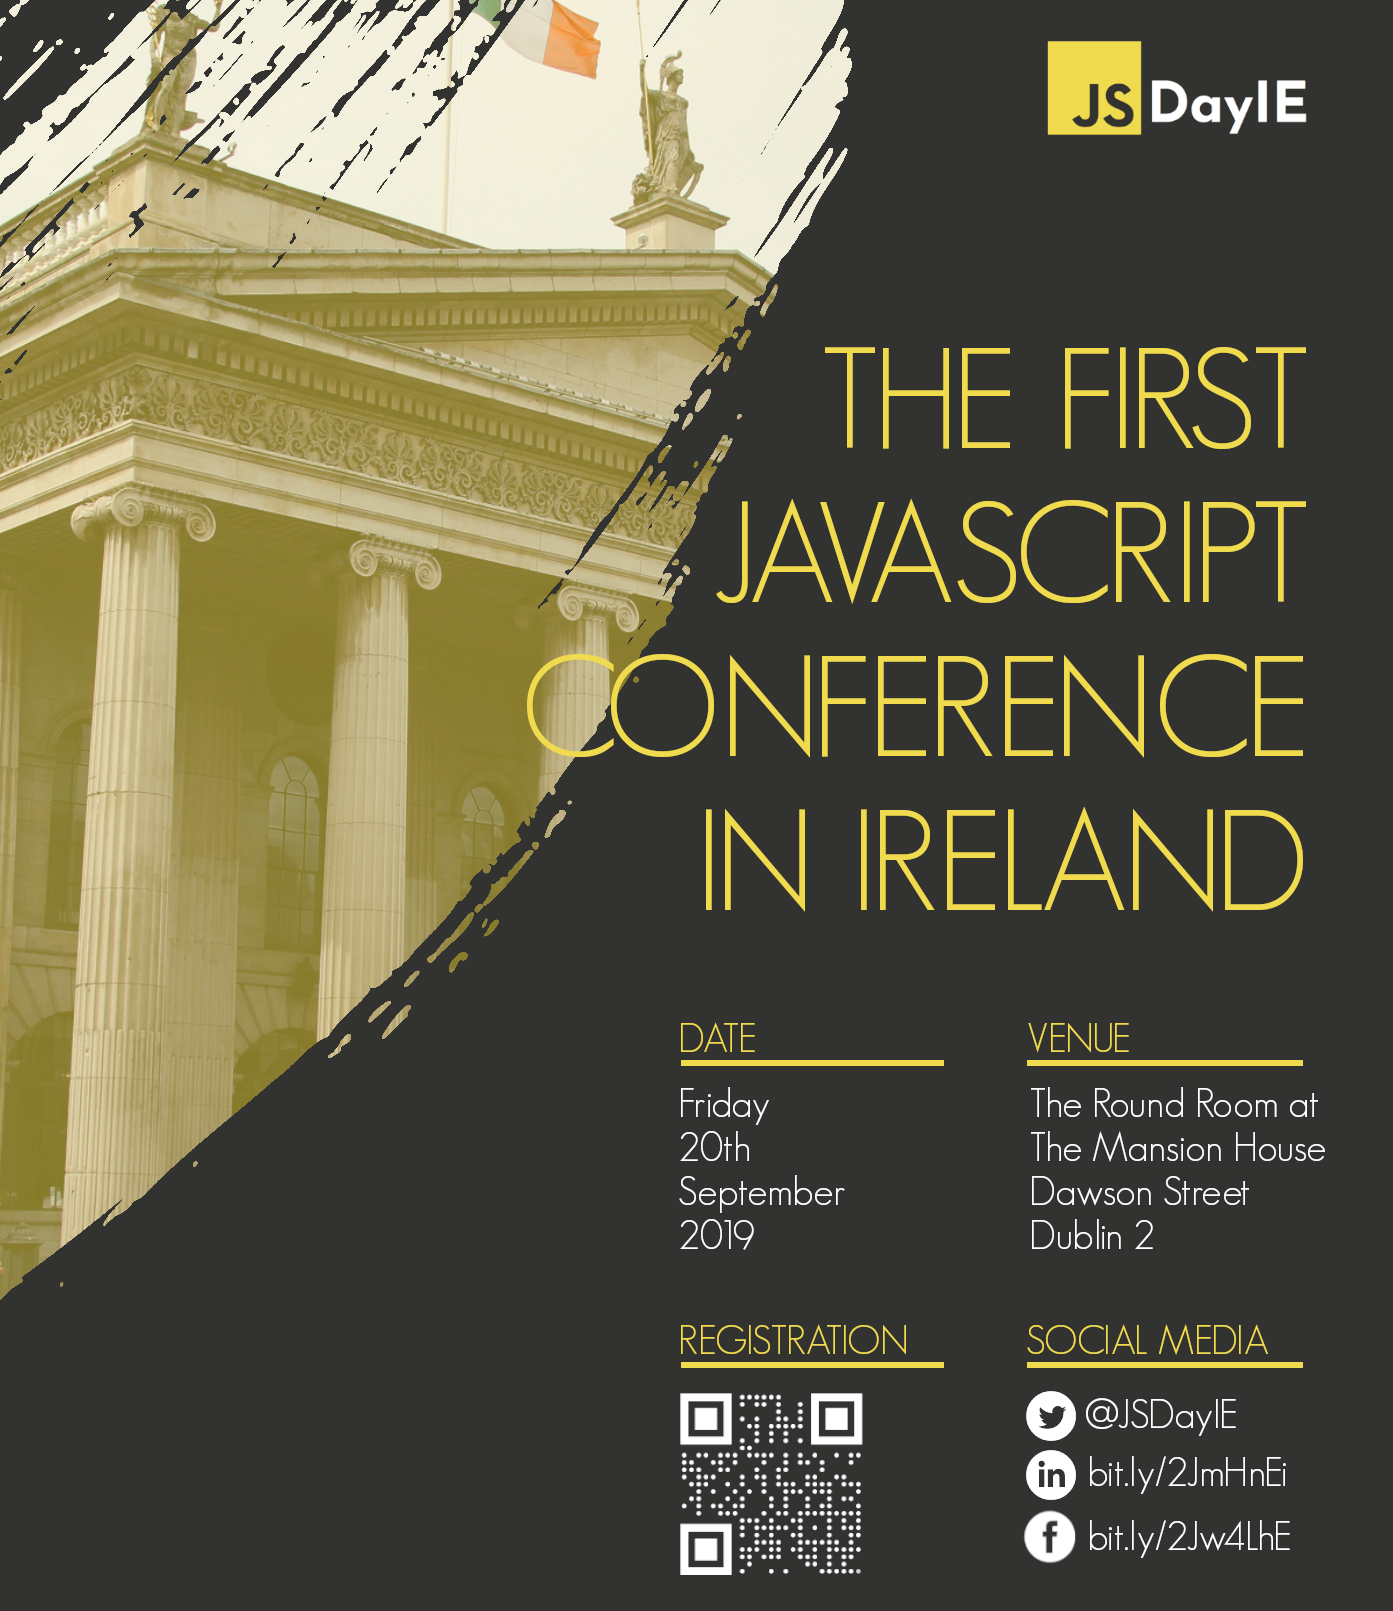 JS DayIE
THE FIRST
JAVASCRIPT
CONFERENCE
IN IRELAND
DATE
Friday
20th
September
2019
VENUE
The Round Room at
The Mansion House
Dawson Street
Dublin 2
REGISTRATION
SOCIAL MEDIA
@JSDayIE
in bit.ly/2JmHnEi
f bit.ly/2Jw4LhE